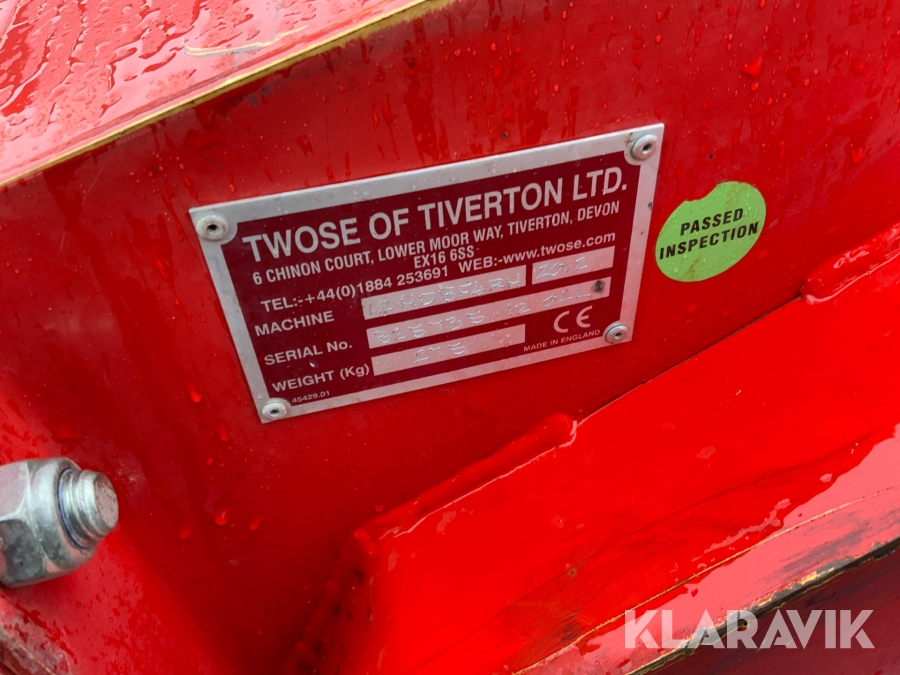 TWOSE OF TIVERTON LTD.
6 CHINON COURT, LOWER MOOR WAY, TIVERTON, DEVON
EX16 6SS
TEL:-+44(0)1884 253691 WEB:-www.twose.com
MACHINE 2012
SERIAL No.
WEIGHT (Kg)
CE
MADE IN ENGLAND
45429.01
PASSED
INSPECTION
KLARAVIK